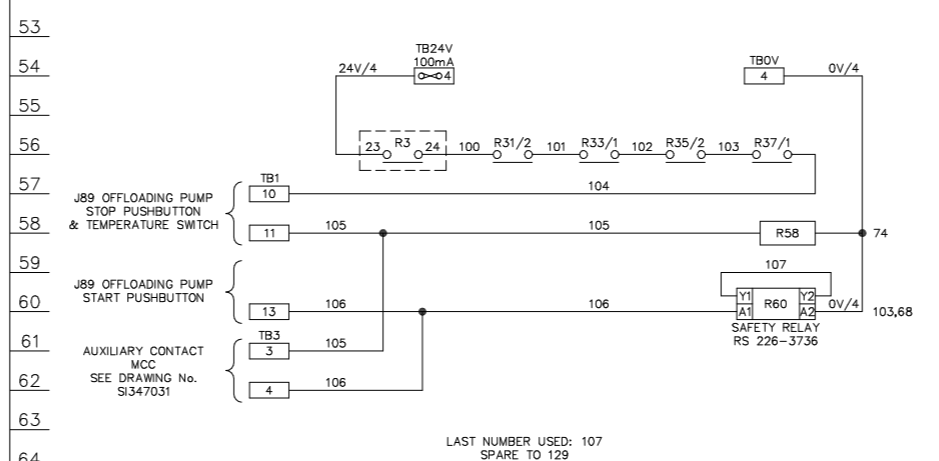 53
TB24V
100mA
24V/4
4
TB0V
4
0V/4
54
55
56
23 R3 24 100 R31/2 101 R33/1 102 R35/2 103 R37/1
57
J89 OFFLOADING PUMP
STOP PUSHBUTTON
& TEMPERATURE SWITCH
TB1
10
104
58
11
105
105
R58
74
59
J89 OFFLOADING PUMP
START PUSHBUTTON
107
60
13
106
106
Y1 R60 Y2
A1 A2
0V/4
103,68
SAFETY RELAY
RS 226-3736
61
AUXILIARY CONTACT
MCC
SEE DRAWING No.
SI347031
TB3
3
105
62
4
106
63
LAST NUMBER USED: 107
SPARE TO 129
64